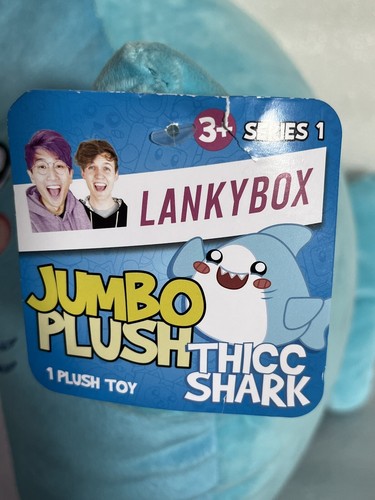 3+ SERIES 1
LANKYBOX
JUMBO
PLUSH
THICC
SHARK
1 PLUSH TOY